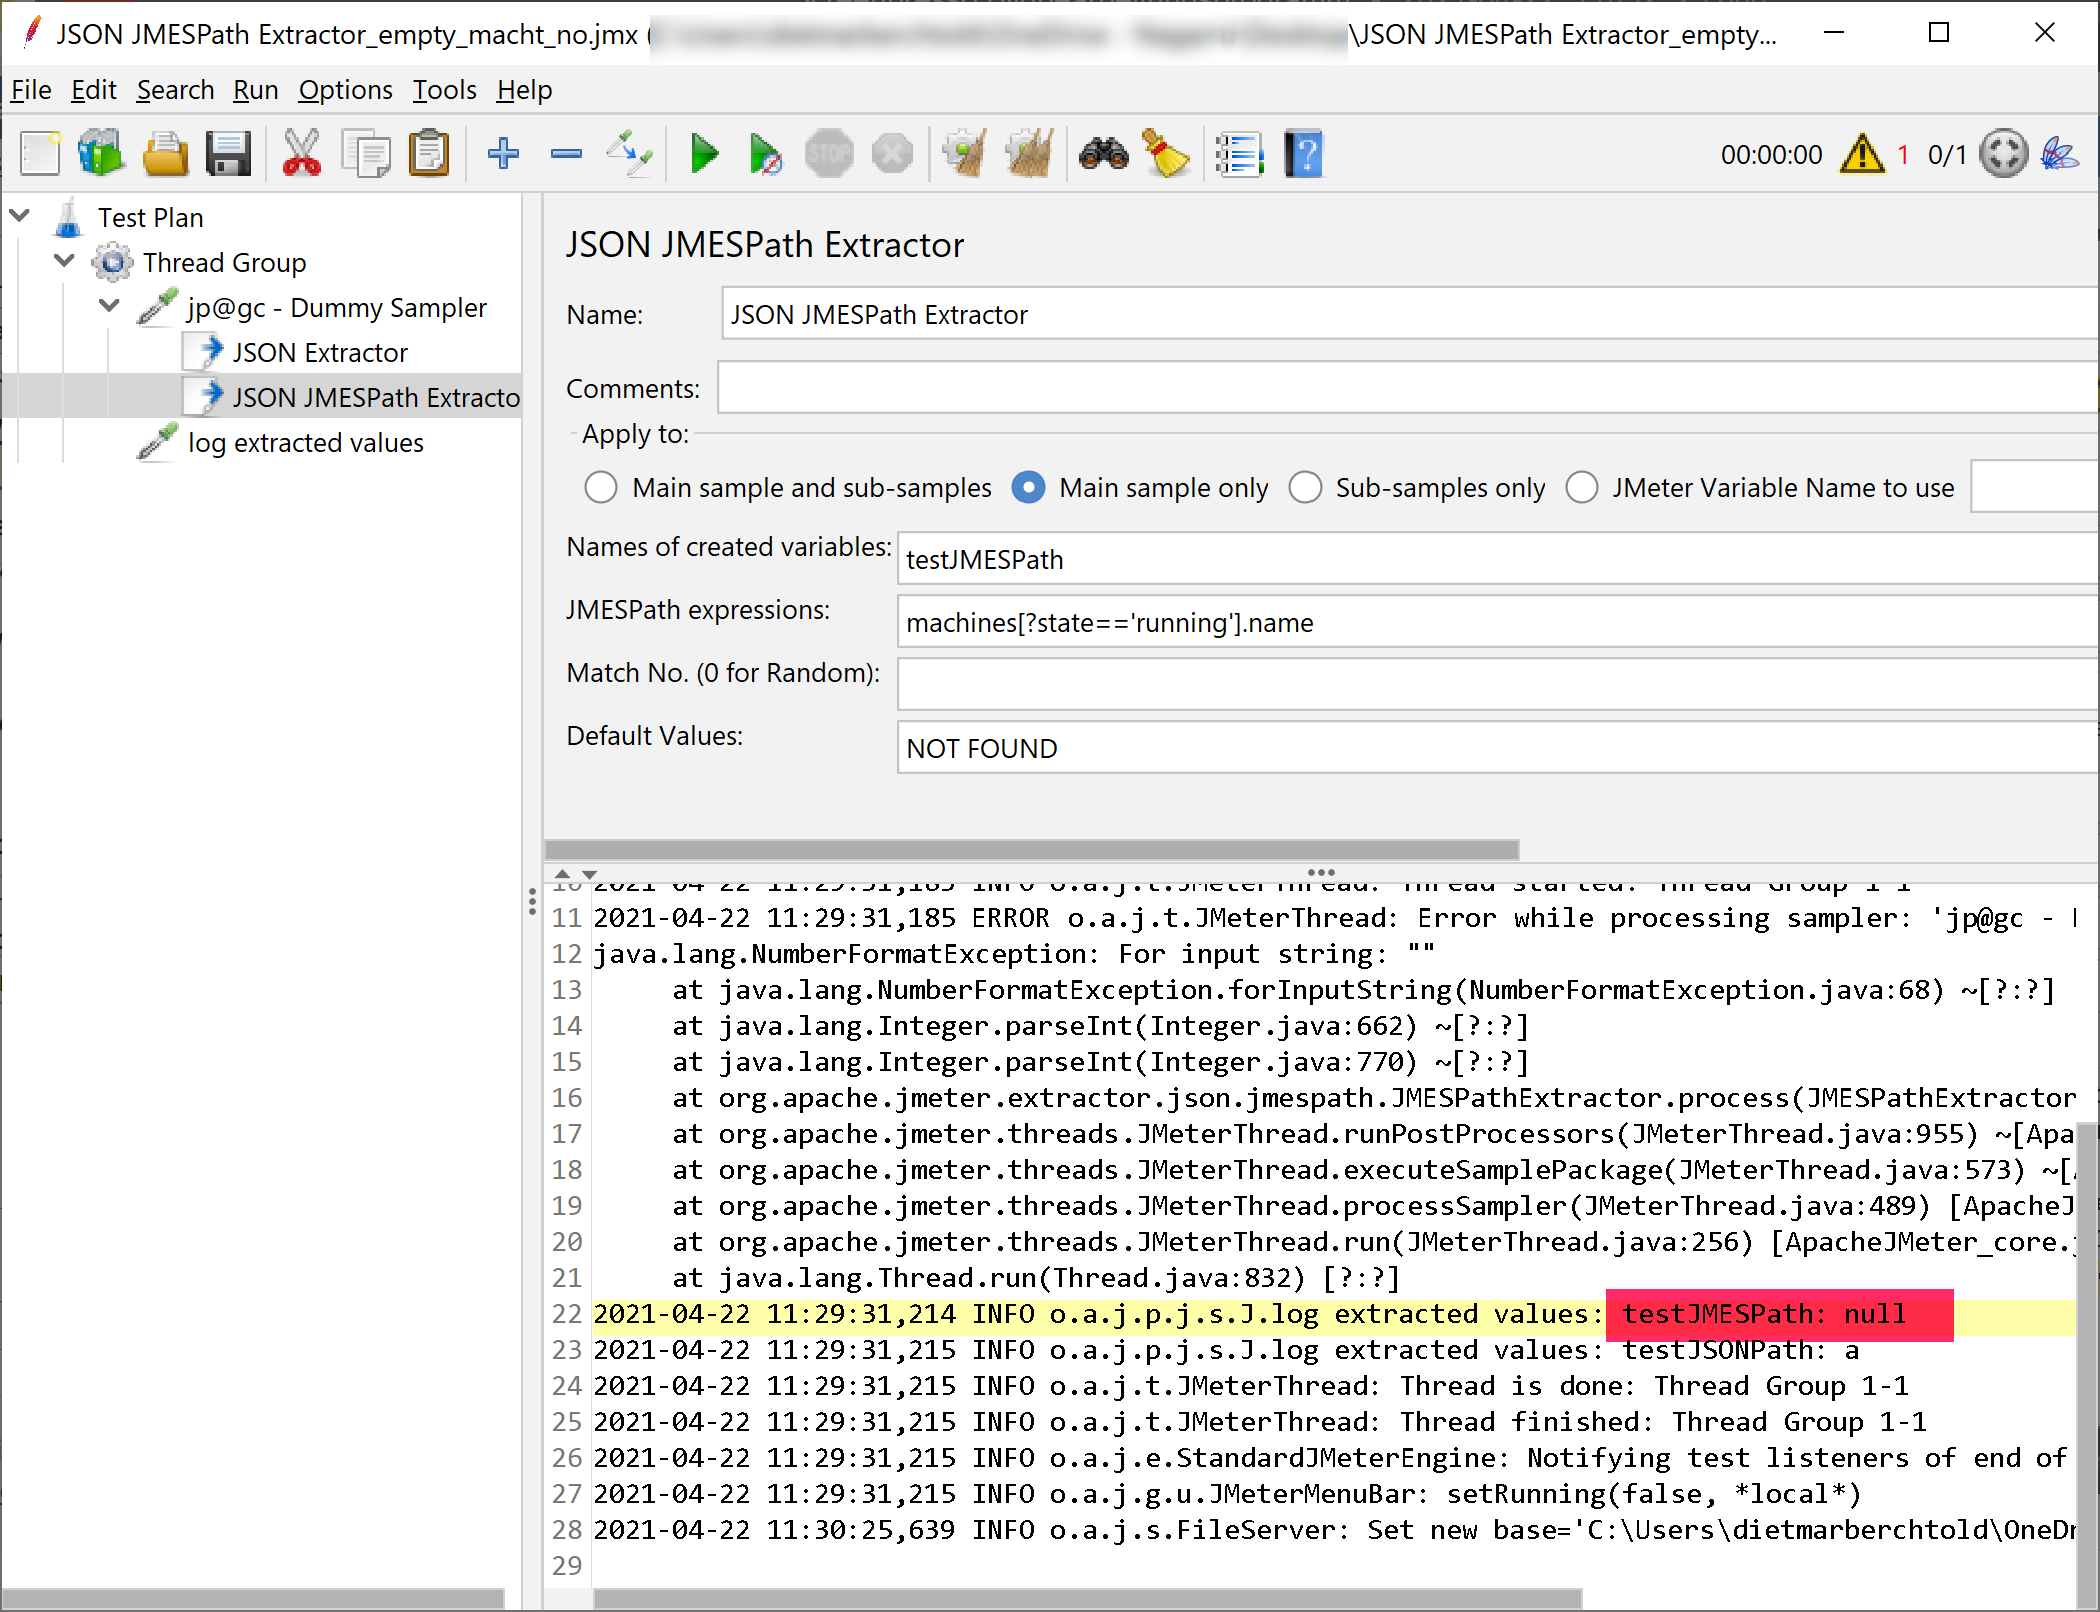 JSON JMESPath Extractor_empty_macht_no.jmx ( \JSON JMESPath Extractor_empty...
File Edit Search Run Options Tools Help
STOP ? 00:00:00 1 0/1
Test Plan
Thread Group
jp@gc - Dummy Sampler
JSON Extractor
JSON JMESPath Extracto
log extracted values
JSON JMESPath Extractor
Name: JSON JMESPath Extractor
Comments:
Apply to:
Main sample and sub-samples Main sample only Sub-samples only JMeter Variable Name to use
Names of created variables: testJMESPath
JMESPath expressions: machines[?state=='running'].name
Match No. (0 for Random):
Default Values: NOT FOUND
10 2021-04-22 11:29:31,185 INFO o.a.j.t.JMeterThread: Thread started: Thread Group 1-1
11 2021-04-22 11:29:31,185 ERROR o.a.j.t.JMeterThread: Error while processing sampler: 'jp@gc -
12 java.lang.NumberFormatException: For input string: ""
13 at java.lang.NumberFormatException.forInputString(NumberFormatException.java:68) ~[?:?]
14 at java.lang.Integer.parseInt(Integer.java:662) ~[?:?]
15 at java.lang.Integer.parseInt(Integer.java:770) ~[?:?]
16 at org.apache.jmeter.extractor.json.jmespath.JMESPathExtractor.process(JMESPathExtractor
17 at org.apache.jmeter.threads.JMeterThread.runPostProcessors(JMeterThread.java:955) ~[Apa
18 at org.apache.jmeter.threads.JMeterThread.executeSamplePackage(JMeterThread.java:573) ~[
19 at org.apache.jmeter.threads.JMeterThread.processSampler(JMeterThread.java:489) [ApacheJ
20 at org.apache.jmeter.threads.JMeterThread.run(JMeterThread.java:256) [ApacheJMeter_core.j
21 at java.lang.Thread.run(Thread.java:832) [?:?]
22 2021-04-22 11:29:31,214 INFO o.a.j.p.j.s.J.log extracted values: testJMESPath: null
23 2021-04-22 11:29:31,215 INFO o.a.j.p.j.s.J.log extracted values: testJSONPath: a
24 2021-04-22 11:29:31,215 INFO o.a.j.t.JMeterThread: Thread is done: Thread Group 1-1
25 2021-04-22 11:29:31,215 INFO o.a.j.t.JMeterThread: Thread finished: Thread Group 1-1
26 2021-04-22 11:29:31,215 INFO o.a.j.e.StandardJMeterEngine: Notifying test listeners of end of
27 2021-04-22 11:29:31,215 INFO o.a.j.g.u.JMeterMenuBar: setRunning(false, *local*)
28 2021-04-22 11:30:25,639 INFO o.a.j.s.FileServer: Set new base='C:\Users\dietmarberchtold\OneDr
29